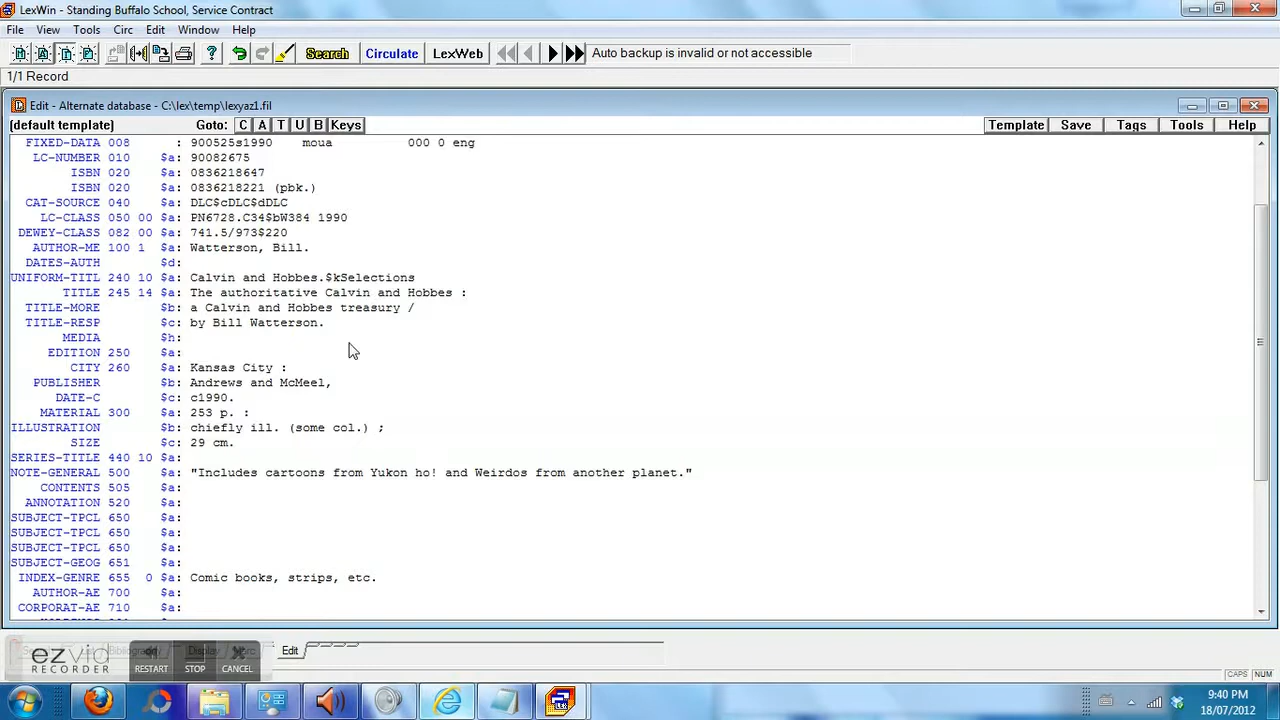 LexWin - Standing Buffalo School, Service Contract
File View Tools Circ Edit Window Help
? Search Circulate LexWeb Auto backup is invalid or not accessible
1/1 Record
Edit - Alternate database - C:\lex\temp\lexyaz1.fil
(default template) Goto: C A T U B Keys Template Save Tags Tools Help
FIXED-DATA 008 : 900525s1990 moua 000 0 eng
LC-NUMBER 010 $a: 90082675
ISBN 020 $a: 0836218647
ISBN 020 $a: 0836218221 (pbk.)
CAT-SOURCE 040 $a: DLC$cDLC$dDLC
LC-CLASS 050 00 $a: PN6728.C34$bW384 1990
DEWEY-CLASS 082 00 $a: 741.5/973$220
AUTHOR-ME 100 1 $a: Watterson, Bill.
DATES-AUTH $d:
UNIFORM-TITL 240 10 $a: Calvin and Hobbes.$kSelections
TITLE 245 14 $a: The authoritative Calvin and Hobbes :
TITLE-MORE $b: a Calvin and Hobbes treasury /
TITLE-RESP $c: by Bill Watterson.
MEDIA $h:
EDITION 250 $a:
CITY 260 $a: Kansas City :
PUBLISHER $b: Andrews and McMeel,
DATE-C $c: c1990.
MATERIAL 300 $a: 253 p. :
ILLUSTRATION $b: chiefly ill. (some col.) ;
SIZE $c: 29 cm.
SERIES-TITLE 440 10 $a:
NOTE-GENERAL 500 $a: "Includes cartoons from Yukon ho! and Weirdos from another planet."
CONTENTS 505 $a:
ANNOTATION 520 $a:
SUBJECT-TPCL 650 $a:
SUBJECT-TPCL 650 $a:
SUBJECT-TPCL 650 $a:
SUBJECT-GEOG 651 $a:
INDEX-GENRE 655 0 $a: Comic books, strips, etc.
AUTHOR-AE 700 $a:
CORPORAT-AE 710 $a:
Edit
ezvid
RECORDER RESTART STOP CANCEL
CAPS NUM
9:40 PM
18/07/2012